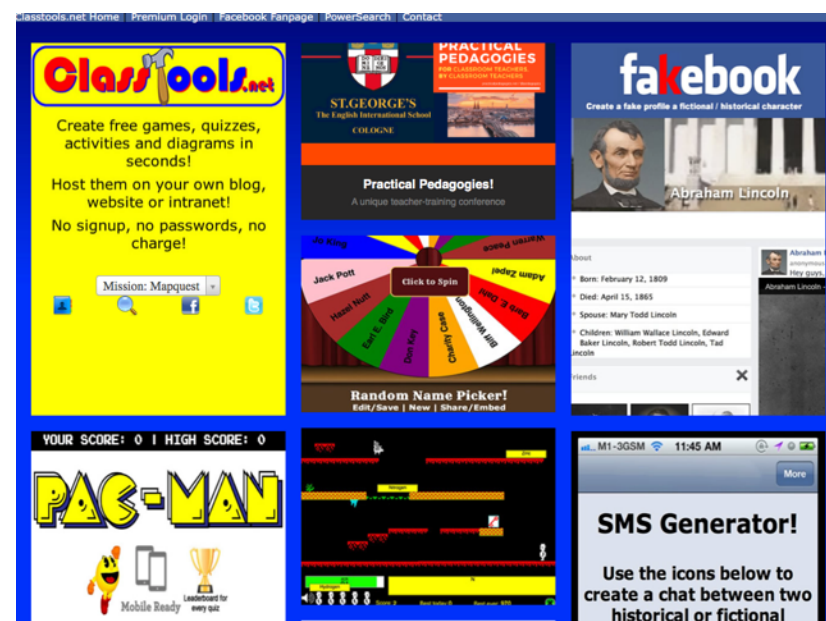 Classtools.net Home | Premium Login | Facebook Fanpage | PowerSearch | Contact
ClassTools.net
Create free games, quizzes,
activities and diagrams in
seconds!
Host them on your own blog,
website or intranet!
No signup, no passwords, no
charge!
Mission: Mapquest
PRACTICAL
PEDAGOGIES
FOR CLASSROOM TEACHERS,
BY CLASSROOM TEACHERS
ST.GEORGE'S
The English International School
COLOGNE
Practical Pedagogies!
A unique teacher-training conference
Jo King
Jack Pott
Hazel Nutt
Earl E. Bird
Don Key
Charity Case
Biff Wellington
Barb E. Dahl
Adam Zapel
Warren Peace
Click to Spin
Random Name Picker!
Edit/Save | New | Share/Embed
fakebook
Create a fake profile a fictional / historical character
Abraham Lincoln
About
Born: February 12, 1809
Died: April 15, 1865
Spouse: Mary Todd Lincoln
Children: William Wallace Lincoln, Edward
Baker Lincoln, Robert Todd Lincoln, Tad
Lincoln
Friends
Abraham
anonymous
Hey guys..
Abraham Lincoln -
YOUR SCORE: 0 | HIGH SCORE: 0
PAC-MAN
Mobile Ready
Leaderboard for
every quiz
Zinc
Nitrogen
Hydrogen
N
Score 2
M1-3GSM 11:45 AM
More
SMS Generator!
Use the icons below to
create a chat between two
historical or fictional